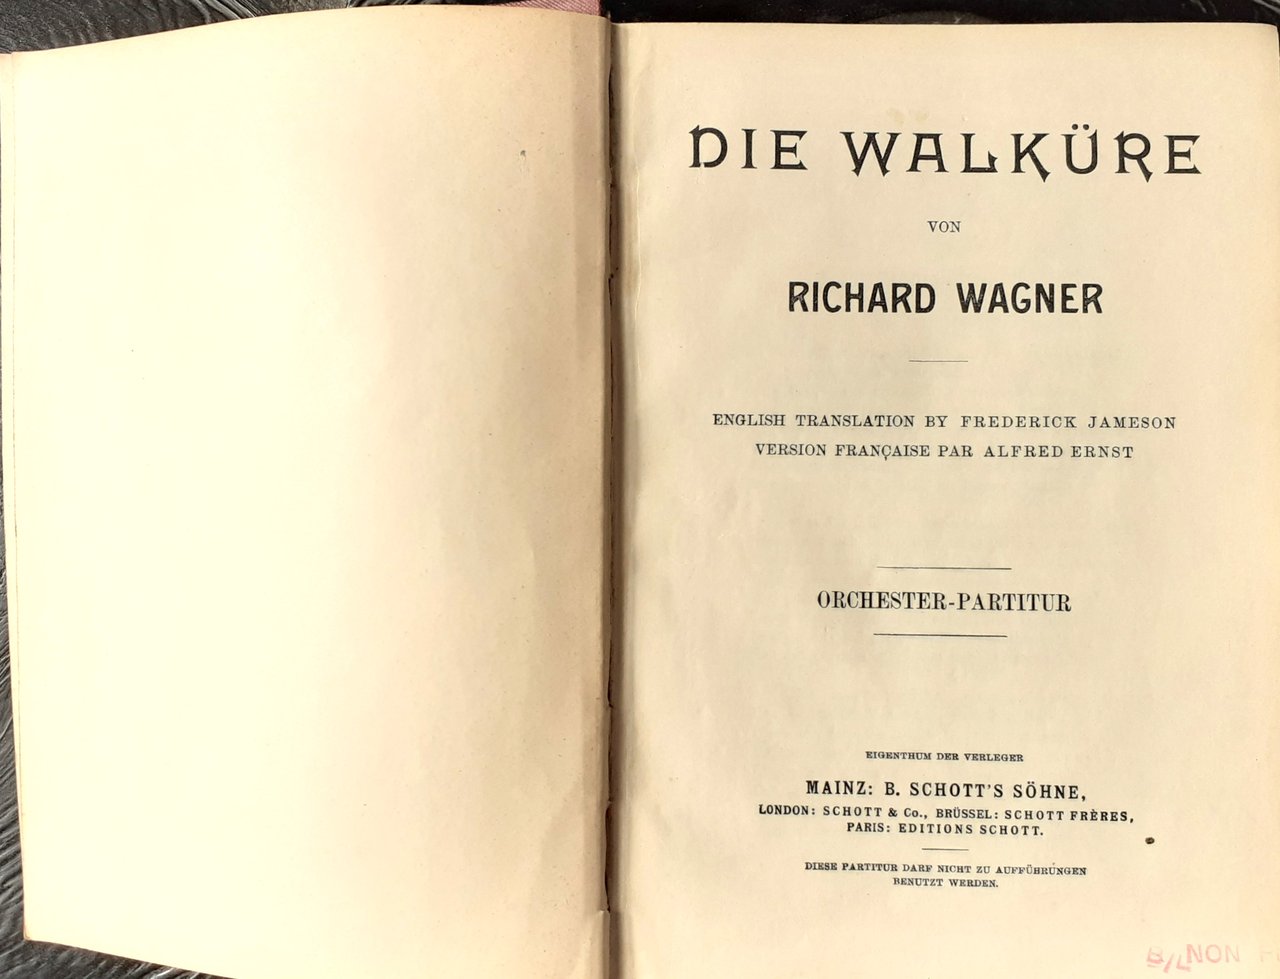 DIE WALKÜRE
VON
RICHARD WAGNER
ENGLISH TRANSLATION BY FREDERICK JAMESON
VERSION FRANÇAISE PAR ALFRED ERNST
ORCHESTER-PARTITUR
EIGENTHUM DER VERLEGER
MAINZ: B. SCHOTT'S SÖHNE,
LONDON: SCHOTT & Co., BRÜSSEL: SCHOTT FRÈRES,
PARIS: EDITIONS SCHOTT.
DIESE PARTITUR DARF NICHT ZU AUFFÜHRUNGEN
BENUTZT WERDEN.
NON